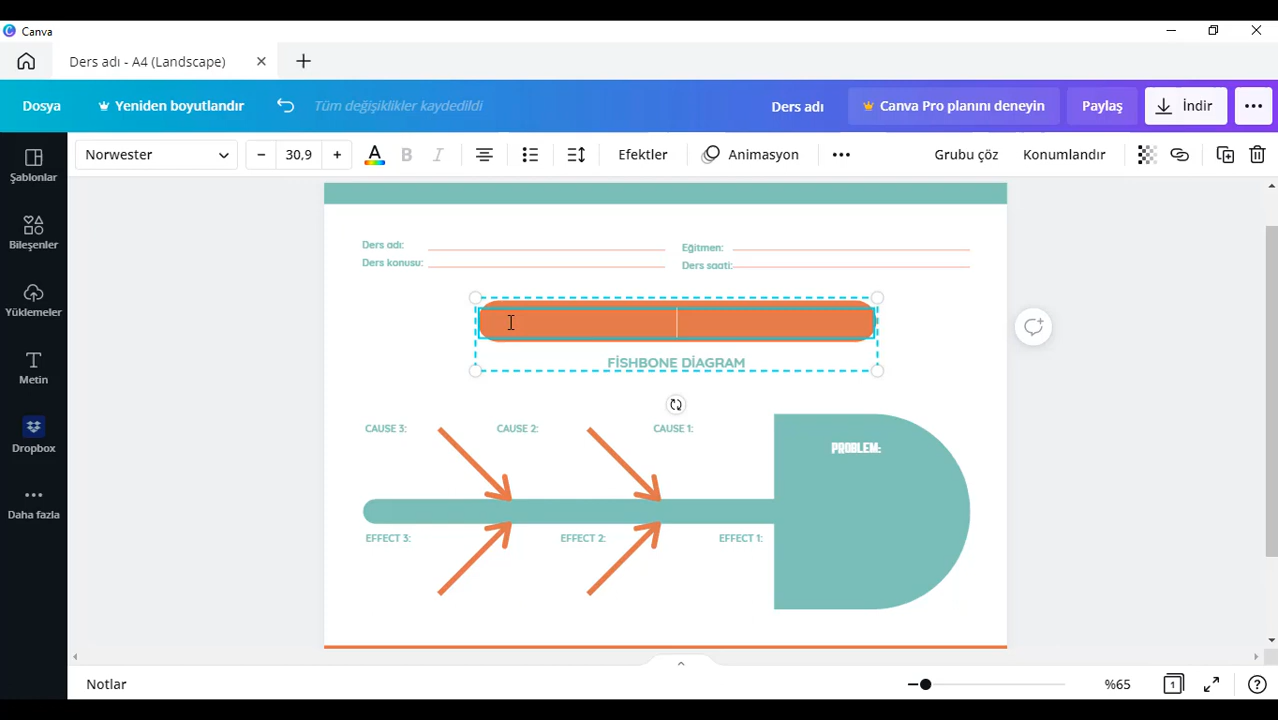 Canva
Ders adı - A4 (Landscape)
Dosya
Yeniden boyutlandır
Tüm değişiklikler kaydedildi
Ders adı
Canva Pro planını deneyin
Paylaş
İndir
Norwester
30,9
A
B
I
Efektler
Animasyon
Grubu çöz
Konumlandır
Şablonlar
Bileşenler
Yüklemeler
Metin
Dropbox
Daha fazla
Ders adı:
Eğitmen:
Ders konusu:
Ders saati:
FİSHBONE DİAGRAM
CAUSE 3:
CAUSE 2:
CAUSE 1:
PROBLEM:
EFFECT 3:
EFFECT 2:
EFFECT 1:
Notlar
%65
1